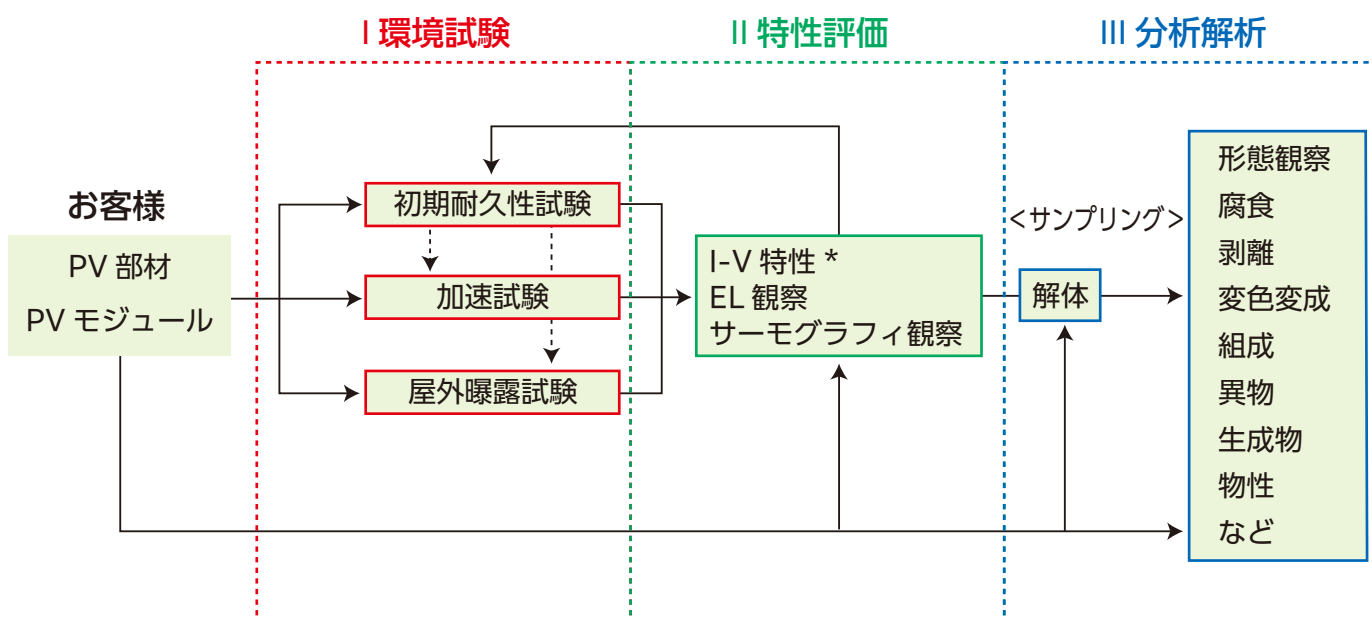 I 環境試験
II 特性評価
III 分析解析
お客様
PV 部材
PV モジュール
初期耐久性試験
加速試験
屋外曝露試験
I-V 特性 *
EL 観察
サーモグラフィ観察
<サンプリング>
解体
形態観察
腐食
剥離
変色変成
組成
異物
生成物
物性
など